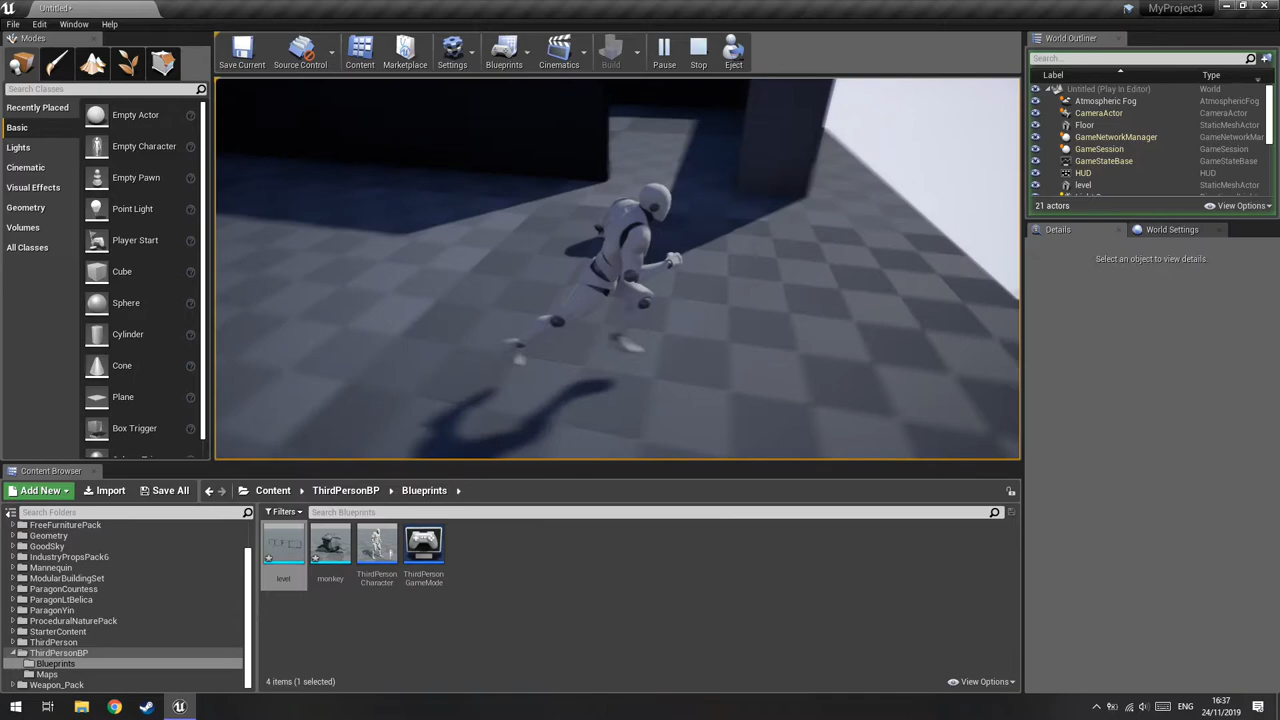 Untitled*
MyProject3
File Edit Window Help
Modes
Search Classes
Recently Placed
Basic
Lights
Cinematic
Visual Effects
Geometry
Volumes
All Classes
Empty Actor
Empty Character
Empty Pawn
Point Light
Player Start
Cube
Sphere
Cylinder
Cone
Plane
Box Trigger
Save Current Source Control Content Marketplace Settings Blueprints Cinematics Build Pause Stop Eject
World Outliner
Search...
Label Type
Untitled (Play In Editor) World
Atmospheric Fog AtmosphericFog
CameraActor CameraActor
Floor StaticMeshActor
GameNetworkManager GameNetworkMar
GameSession GameSession
GameStateBase GameStateBase
HUD HUD
level StaticMeshActor
21 actors View Options
Details World Settings
Select an object to view details.
Content Browser
Add New Import Save All Content ThirdPersonBP Blueprints
Search Folders
Filters Search Blueprints
FreeFurniturePack
Geometry
GoodSky
IndustryPropsPack6
Mannequin
ModularBuildingSet
ParagonCountess
ParagonLtBelica
ParagonYin
ProceduralNaturePack
StarterContent
ThirdPerson
ThirdPersonBP
Blueprints
Maps
Weapon_Pack
level
monkey
ThirdPerson
Character
ThirdPerson
GameMode
4 items (1 selected) View Options
ENG
16:37
24/11/2019